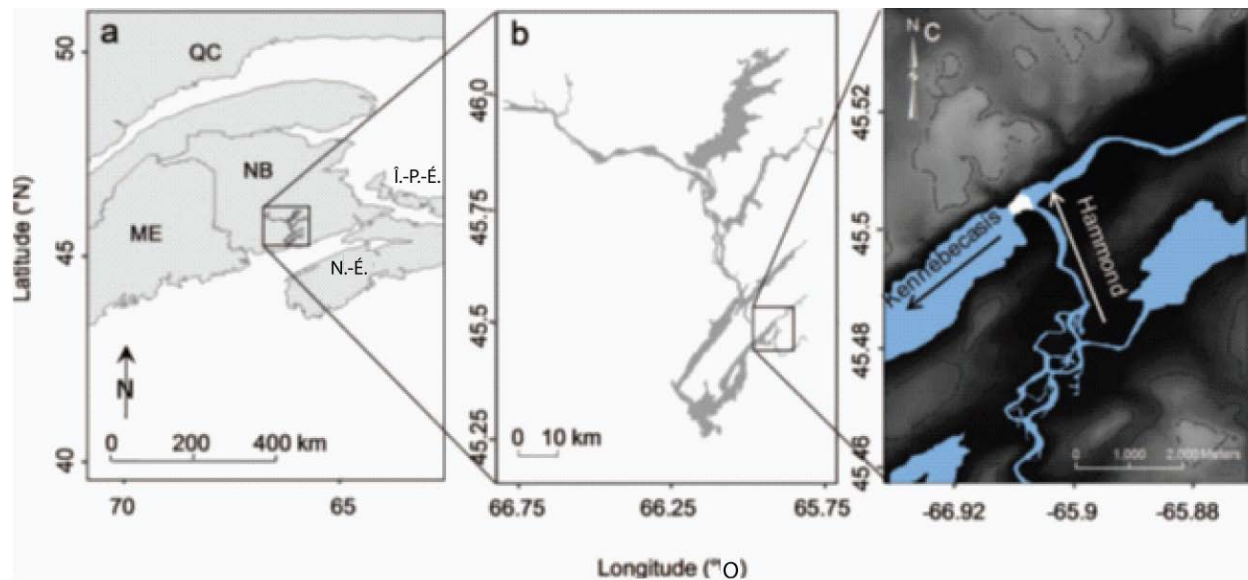 a
QC
NB
Î.-P.-É.
ME
N.-É.
N
0 200 400 km
50
45
40
70 65
Latitude (°N)
b
46.0
45.75
45.5
45.25
0 10 km
66.75 66.25 65.75
Longitude (°O)
c
N
Kennebecasis
Hammond
45.52
45.5
45.48
45.46
0 1,000 2,000 Meters
-66.92 -65.9 -65.88